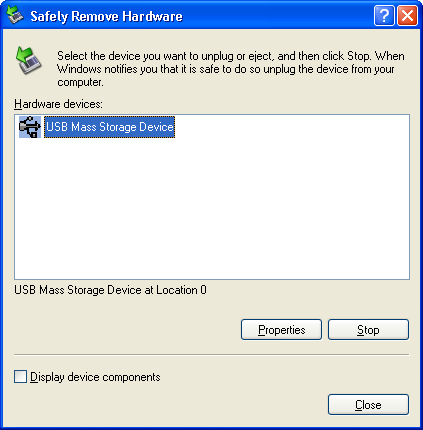 Safely Remove Hardware
Select the device you want to unplug or eject, and then click Stop. When
Windows notifies you that it is safe to do so unplug the device from your
computer.
Hardware devices:
USB Mass Storage Device
USB Mass Storage Device at Location 0
Properties Stop
Display device components
Close